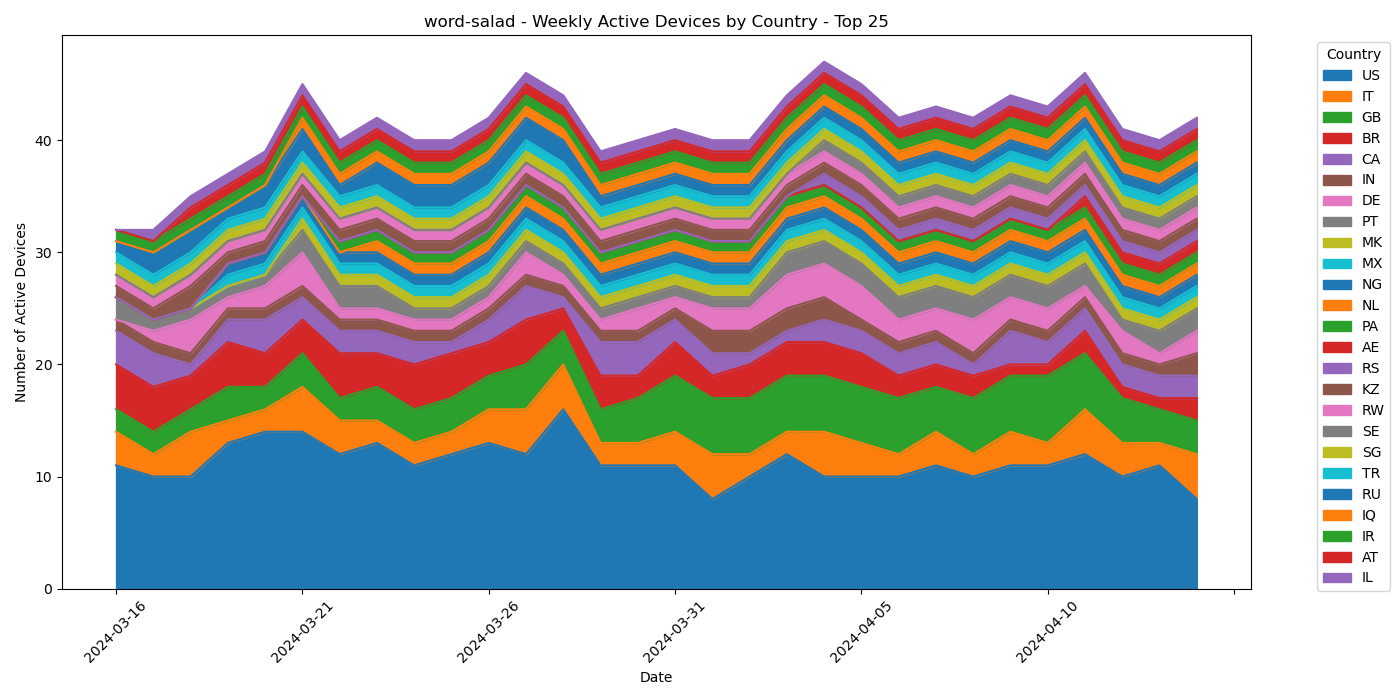 word-salad - Weekly Active Devices by Country - Top 25
Number of Active Devices
40
30
20
10
0
2024-03-16
2024-03-21
2024-03-26
2024-03-31
2024-04-05
2024-04-10
Date
Country
US
IT
GB
BR
CA
IN
DE
PT
MK
MX
NG
NL
PA
AE
RS
KZ
RW
SE
SG
TR
RU
IQ
IR
AT
IL